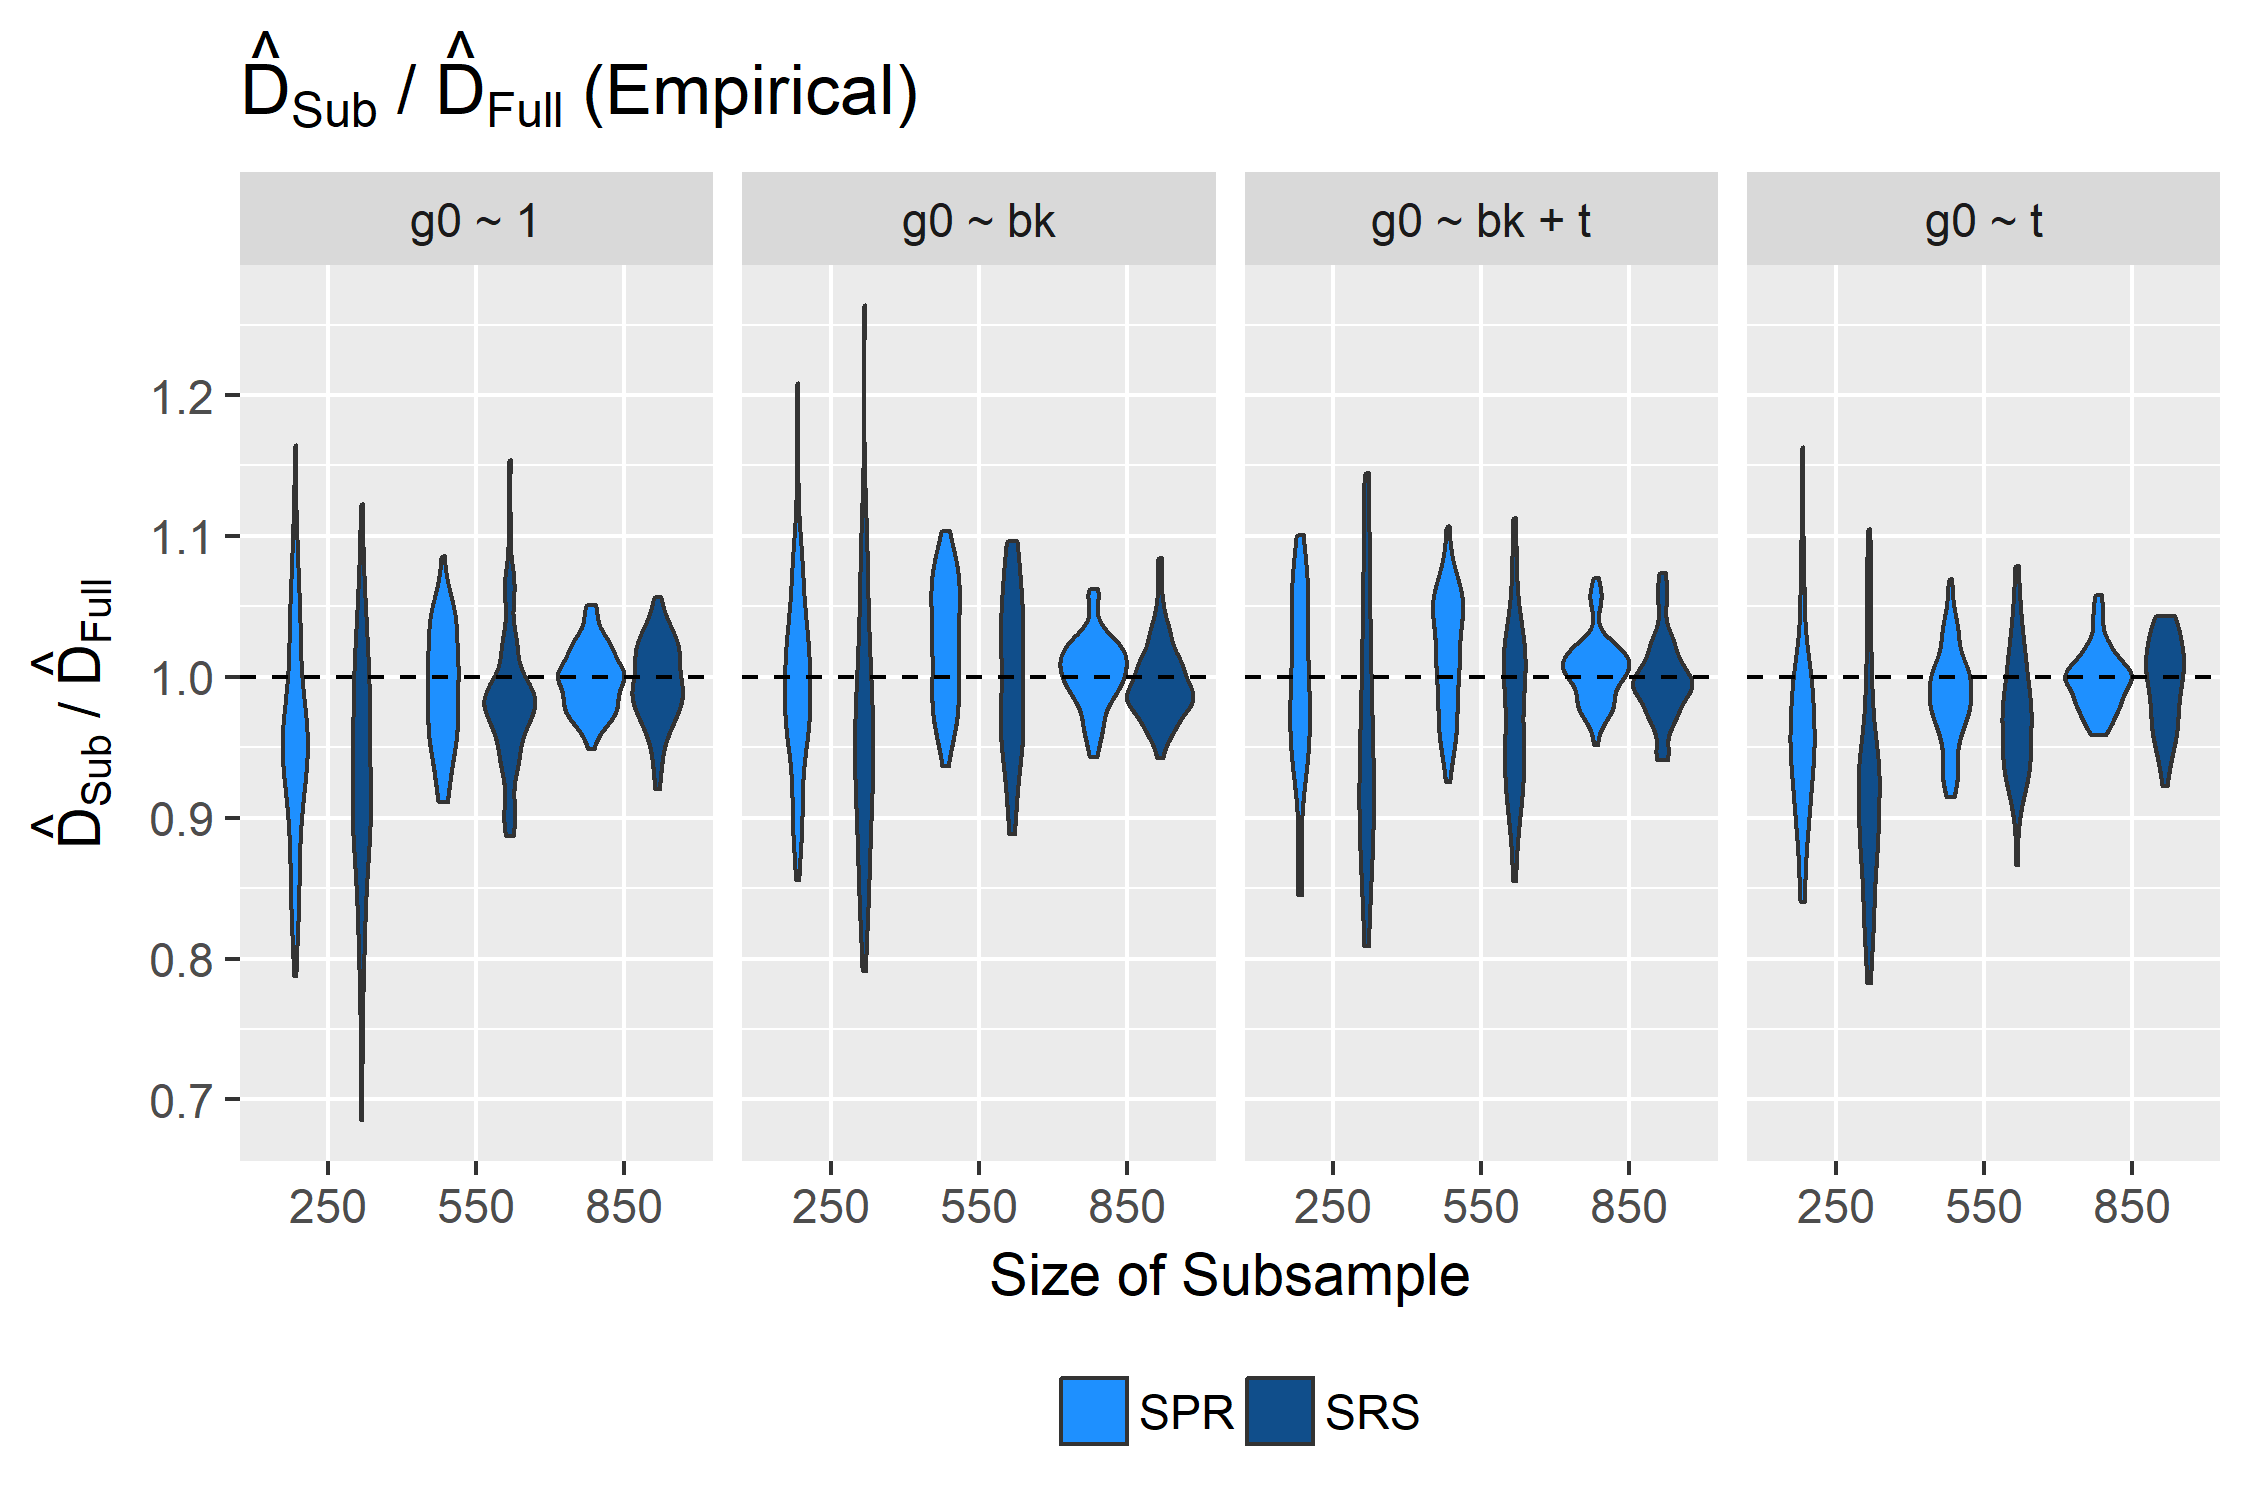 D̂Sub / D̂Full (Empirical)
g0 ~ 1 g0 ~ bk g0 ~ bk + t g0 ~ t
D̂Sub / D̂Full
1.2
1.1
1.0
0.9
0.8
0.7
250 550 850 250 550 850 250 550 850 250 550 850
Size of Subsample
SPR SRS